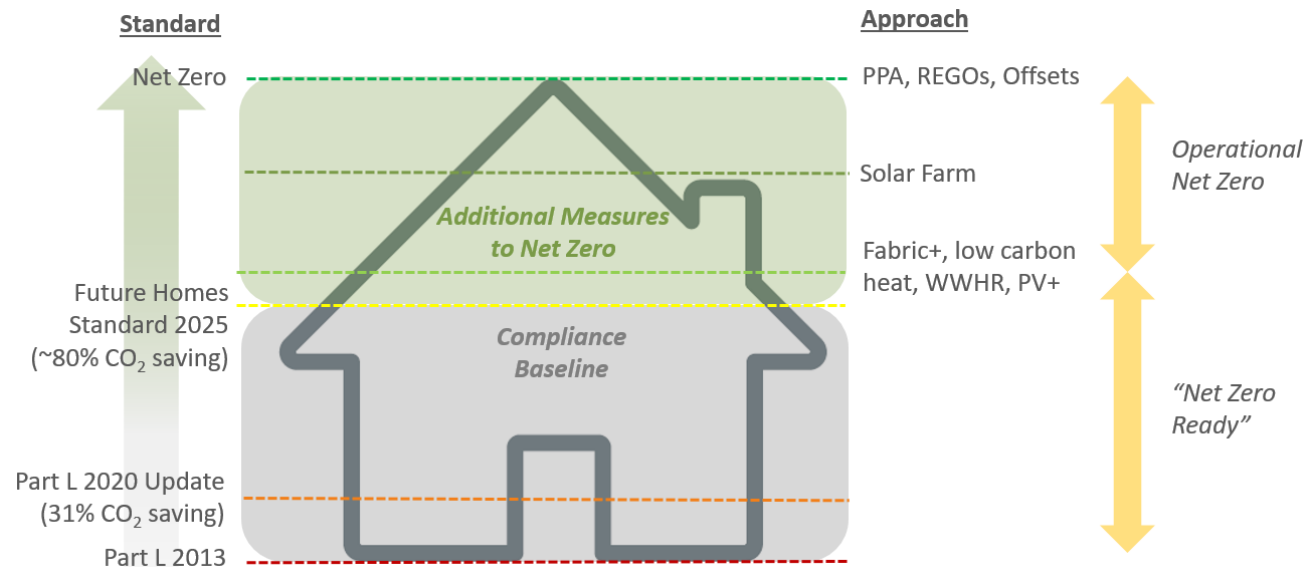 Standard
Approach
Net Zero
PPA, REGOs, Offsets
Operational
Net Zero
Solar Farm
Additional Measures
to Net Zero
Fabric+, low carbon
heat, WWHR, PV+
Future Homes
Standard 2025
(~80% CO₂ saving)
Compliance
Baseline
“Net Zero
Ready”
Part L 2020 Update
(31% CO₂ saving)
Part L 2013